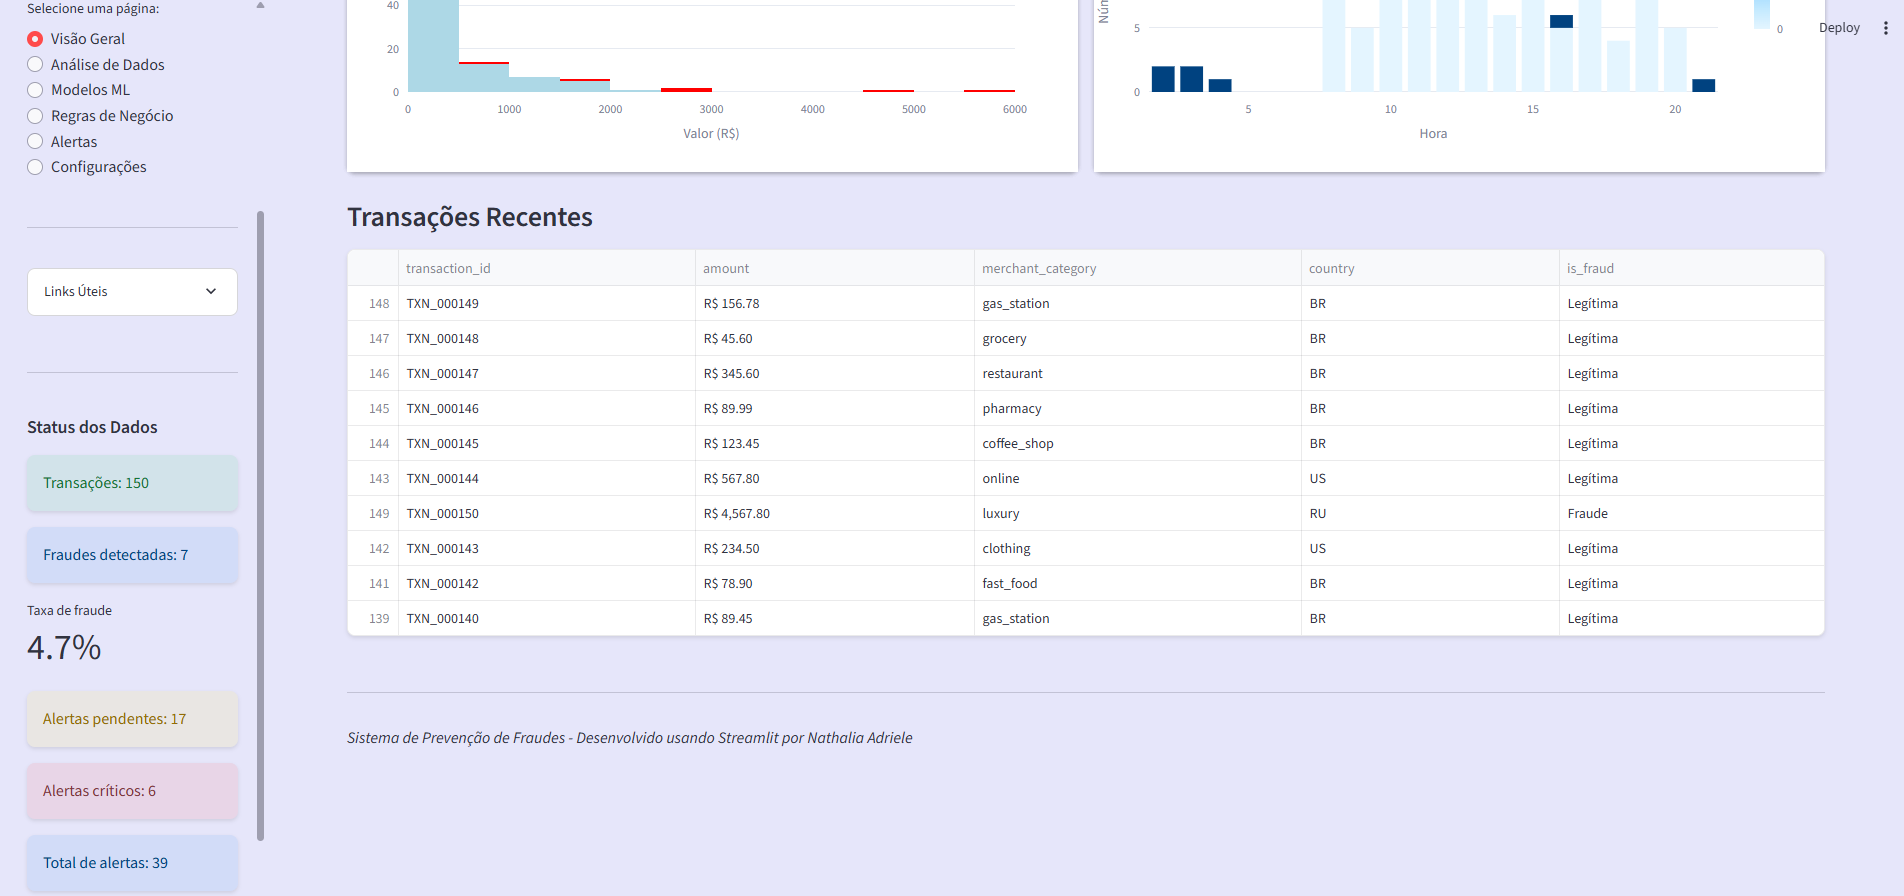 Selecione uma página:
Visão Geral
Análise de Dados
Modelos ML
Regras de Negócio
Alertas
Configurações
Links Úteis
Status dos Dados
Transações: 150
Fraudes detectadas: 7
Taxa de fraude
4.7%
Alertas pendentes: 17
Alertas críticos: 6
Total de alertas: 39
40
20
0
0 1000 2000 3000 4000 5000 6000
Valor (R$)
5
0
5 10 15 20
Hora
0
Deploy
Transações Recentes
transaction_id amount merchant_category country is_fraud
148 TXN_000149 R$ 156.78 gas_station BR Legítima
147 TXN_000148 R$ 45.60 grocery BR Legítima
146 TXN_000147 R$ 345.60 restaurant BR Legítima
145 TXN_000146 R$ 89.99 pharmacy BR Legítima
144 TXN_000145 R$ 123.45 coffee_shop BR Legítima
143 TXN_000144 R$ 567.80 online US Legítima
149 TXN_000150 R$ 4,567.80 luxury RU Fraude
142 TXN_000143 R$ 234.50 clothing US Legítima
141 TXN_000142 R$ 78.90 fast_food BR Legítima
139 TXN_000140 R$ 89.45 gas_station BR Legítima
Sistema de Prevenção de Fraudes - Desenvolvido usando Streamlit por Nathalia Adriele